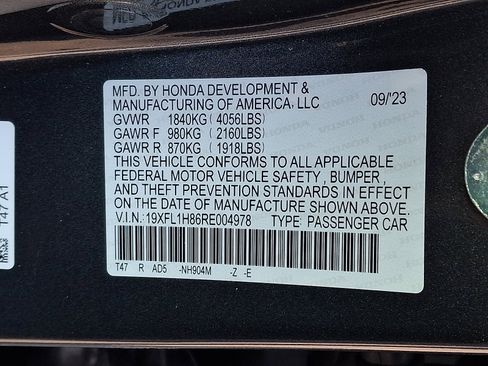 MFD. BY HONDA DEVELOPMENT &
MANUFACTURING OF AMERICA, LLC 09/'23
GVWR 1840KG ( 4056LBS)
GAWR F 980KG ( 2160LBS)
GAWR R 870KG ( 1918LBS)
THIS VEHICLE CONFORMS TO ALL APPLICABLE
FEDERAL MOTOR VEHICLE SAFETY , BUMPER ,
AND THEFT PREVENTION STANDARDS IN EFFECT
ON THE DATE OF MANUFACTURE SHOWN ABOVE.
V.I.N.: 19XFL1H86RE004978 TYPE: PASSENGER CAR
T47 R AD5 -NH904M -Z -E
T47 A1